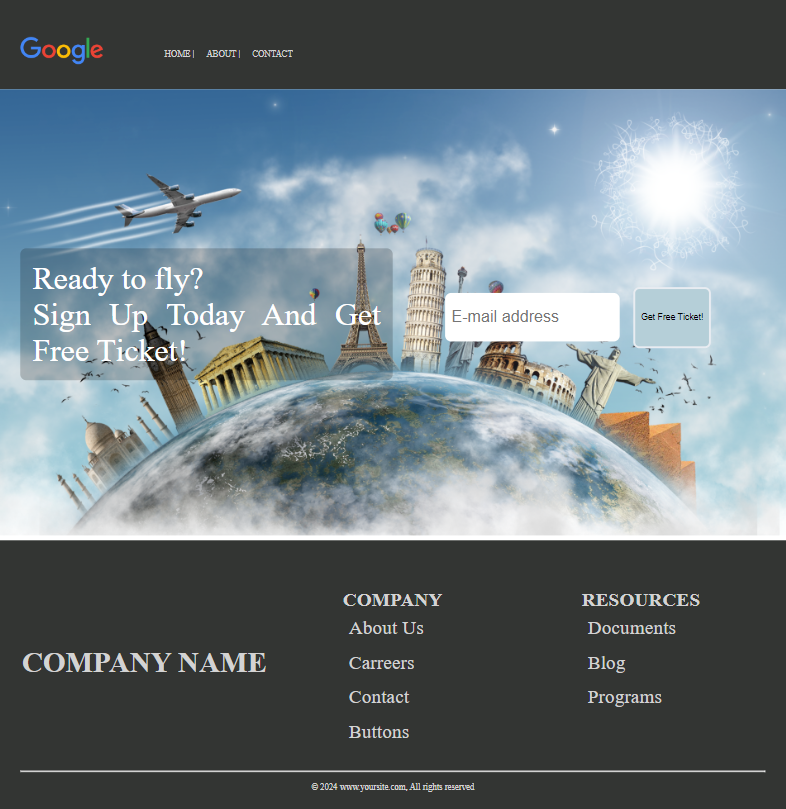 Google
HOME |
ABOUT |
CONTACT
Ready to fly?
Sign Up Today And Get
Free Ticket!
E-mail address
Get Free Ticket!
COMPANY NAME
COMPANY
About Us
Carreers
Contact
Buttons
RESOURCES
Documents
Blog
Programs
© 2024 www.yoursite.com, All rights reserved